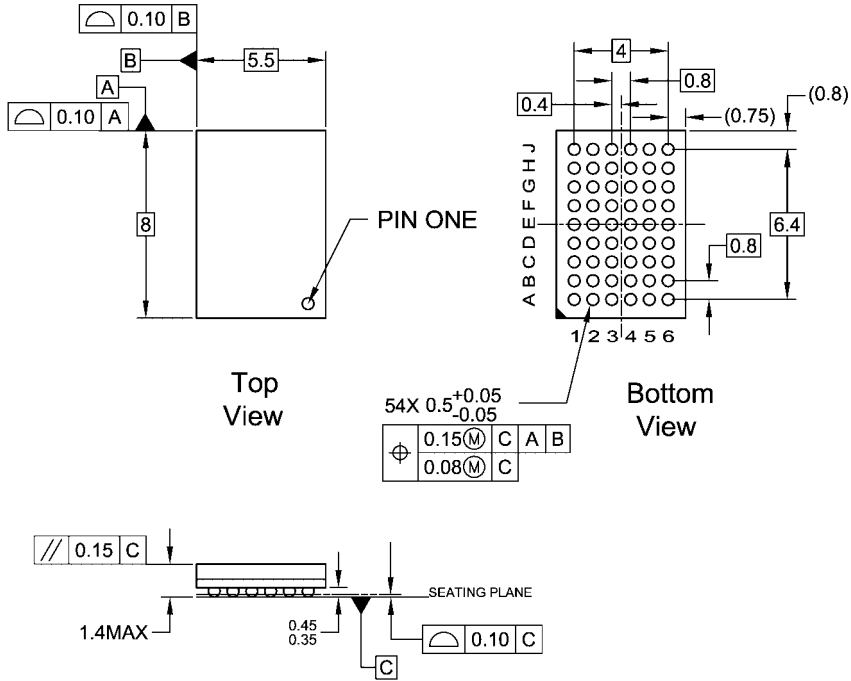 0.10 B
B
5.5
A
0.10 A
8
PIN ONE
Top
View
4
0.8
0.4
(0.75)
(0.8)
J
H
G
F
E
D
C
B
A
6.4
0.8
1 2 3 4 5 6
54X 0.5+0.05
-0.05
0.15Ⓜ C A B
0.08Ⓜ C
Bottom
View
// 0.15 C
1.4MAX
0.45
0.35
SEATING PLANE
0.10 C
C